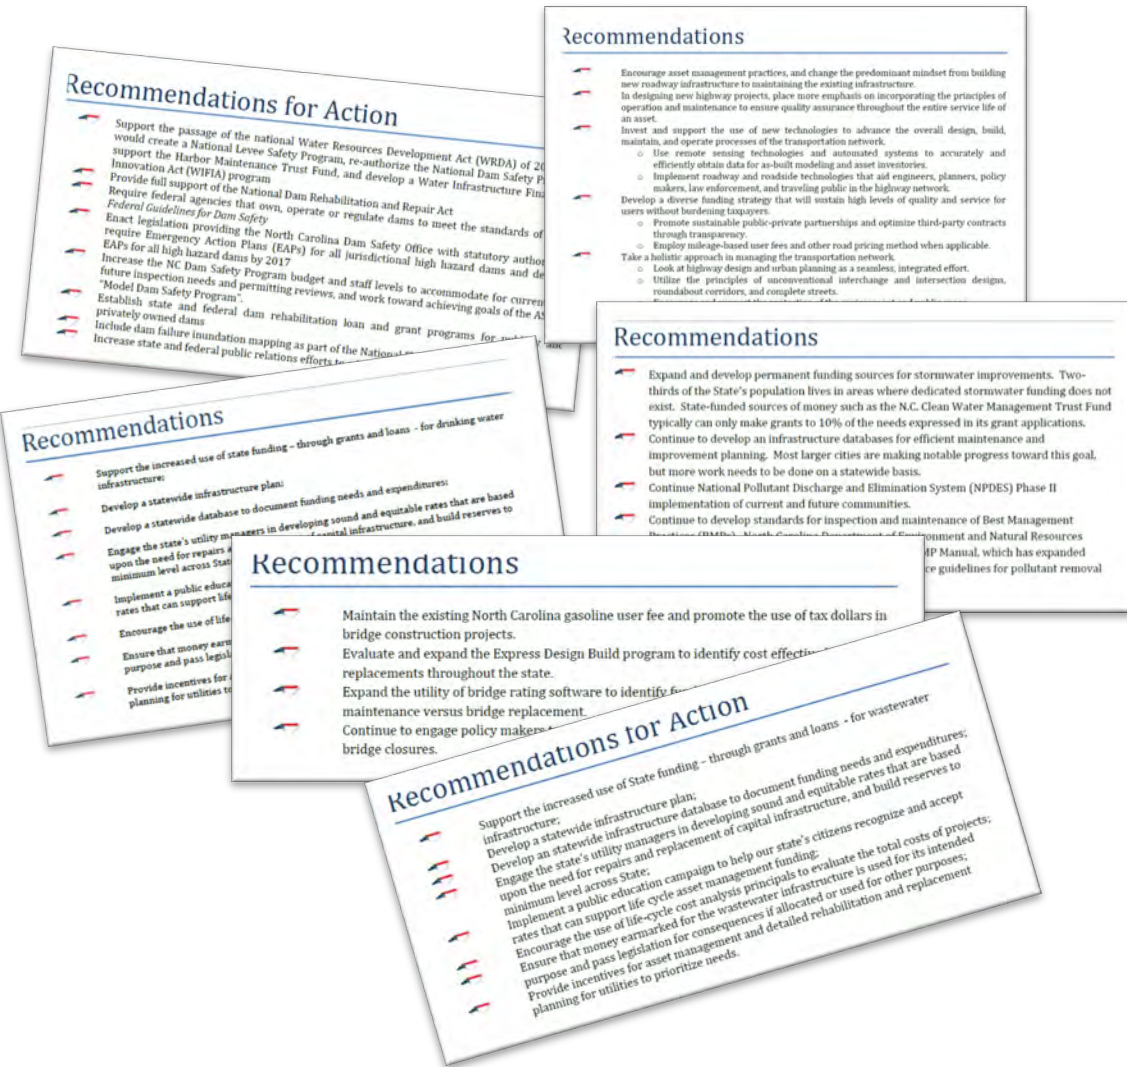 Recommendations for Action
Support the passage of the national Water Resources Development Act (WRDA) of 20
would create a National Levee Safety Program, re-authorize the National Dam Safety P
support the Harbor Maintenance Trust Fund, and develop a Water Infrastructure Fina
Innovation Act (WIFIA) program
Provide full support of the National Dam Rehabilitation and Repair Act
Require federal agencies that own, operate or regulate dams to meet the standards of
Federal Guidelines for Dam Safety
Enact legislation providing the North Carolina Dam Safety Office with statutory author
require Emergency Action Plans (EAPs) for all jurisdictional high hazard dams and de
EAPs for all high hazard dams by 2017
Increase the NC Dam Safety Program budget and staff levels to accommodate for curren
future inspection needs and permitting reviews, and work toward achieving goals of the AS
"Model Dam Safety Program".
Establish state and federal dam rehabilitation loan and grant programs for
privately owned dams
Include dam failure inundation mapping as part of the National
Increase state and federal public relations efforts to
Recommendations
Encourage asset management practices, and change the predominant mindset from building
new roadway infrastructure to maintaining the existing infrastructure.
In designing new highway projects, place more emphasis on incorporating the principles of
operation and maintenance to ensure quality assurance throughout the entire service life of
an asset.
Invest and support the use of new technologies to advance the overall design, build,
maintain, and operate processes of the transportation network.
o Use remote sensing technologies and automated systems to accurately and
efficiently obtain data for as-built modeling and asset inventories.
o Implement roadway and roadside technologies that aid engineers, planners, policy
makers, law enforcement, and traveling public in the highway network.
Develop a diverse funding strategy that will sustain high levels of quality and service for
users without burdening taxpayers.
o Promote sustainable public-private partnerships and optimize third-party contracts
through transparency.
o Employ mileage-based user fees and other road pricing method when applicable.
Take a holistic approach in managing the transportation network.
o Look at highway design and urban planning as a seamless, integrated effort.
o Utilize the principles of unconventional interchange and intersection designs,
roundabout corridors, and complete streets.
Recommendations
Expand and develop permanent funding sources for stormwater improvements. Two-
thirds of the State's population lives in areas where dedicated stormwater funding does not
exist. State-funded sources of money such as the N.C. Clean Water Management Trust Fund
typically can only make grants to 10% of the needs expressed in its grant applications.
Continue to develop an infrastructure databases for efficient maintenance and
improvement planning. Most larger cities are making notable progress toward this goal,
but more work needs to be done on a statewide basis.
Continue National Pollutant Discharge and Elimination System (NPDES) Phase II
implementation of current and future communities.
Continue to develop standards for inspection and maintenance of Best Management
Practices (BMPs). North Carolina Department of Environment and Natural Resources
MP Manual, which has expanded
ce guidelines for pollutant removal
Recommendations
Support the increased use of state funding – through grants and loans - for drinking water
infrastructure;
Develop a statewide infrastructure plan;
Develop a statewide database to document funding needs and expenditures;
Engage the state's utility managers in developing sound and equitable rates that are based
upon the need for repairs a of capital infrastructure, and build reserves to
minimum level across Stat
Implement a public educa
rates that can support life
Encourage the use of life
Ensure that money earm
purpose and pass legisl
Provide incentives for a
planning for utilities to
Recommendations
Maintain the existing North Carolina gasoline user fee and promote the use of tax dollars in
bridge construction projects.
Evaluate and expand the Express Design Build program to identify cost effectiv
replacements throughout the state.
Expand the utility of bridge rating software to identify fu
maintenance versus bridge replacement.
Continue to engage policy makers
bridge closures.
Recommendations for Action
Support the increased use of State funding – through grants and loans - for wastewater
infrastructure;
Develop a statewide infrastructure plan;
Develop an statewide infrastructure database to document funding needs and expenditures;
Engage the state's utility managers in developing sound and equitable rates that are based
upon the need for repairs and replacement of capital infrastructure, and build reserves to
minimum level across State;
Implement a public education campaign to help our state's citizens recognize and accept
rates that can support life cycle asset management funding;
Encourage the use of life-cycle cost analysis principals to evaluate the total costs of projects;
Ensure that money earmarked for the wastewater infrastructure is used for its intended
purpose and pass legislation for consequences if allocated or used for other purposes;
Provide incentives for asset management and detailed rehabilitation and replacement
planning for utilities to prioritize needs.